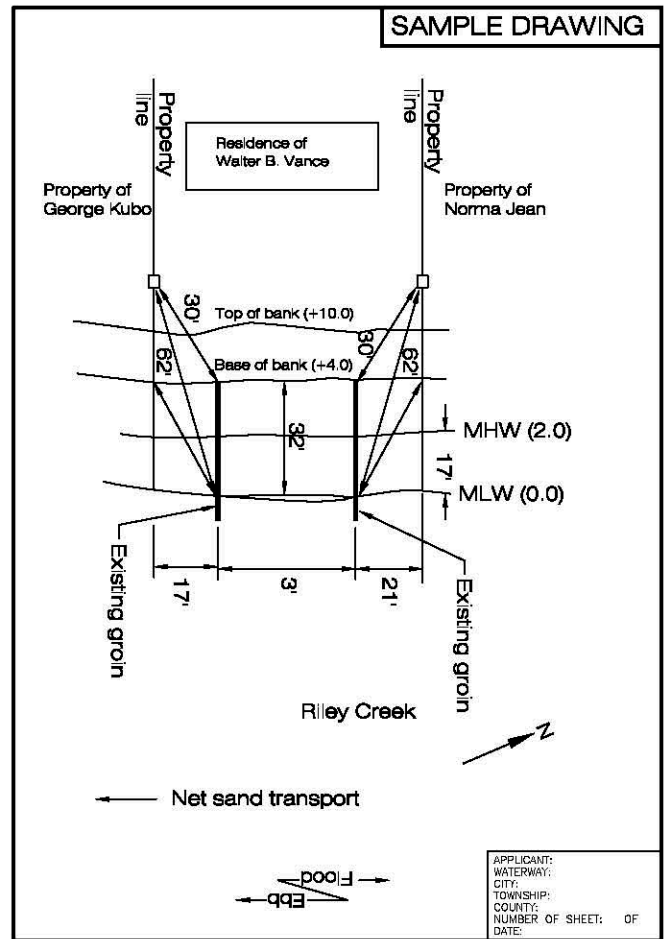 SAMPLE DRAWING
Property
line
Property
line
Residence of
Walter B. Vance
Property of
George Kubo
Property of
Norma Jean
30'
Top of bank (+10.0)
30'
62'
Base of bank (+4.0)
62'
32'
MHW (2.0)
17'
MLW (0.0)
Existing groin
17'
3'
21'
Existing groin
Riley Creek
N
Net sand transport
Flood
Ebb
APPLICANT:
WATERWAY:
CITY:
TOWNSHIP:
COUNTY:
NUMBER OF SHEET: OF
DATE: